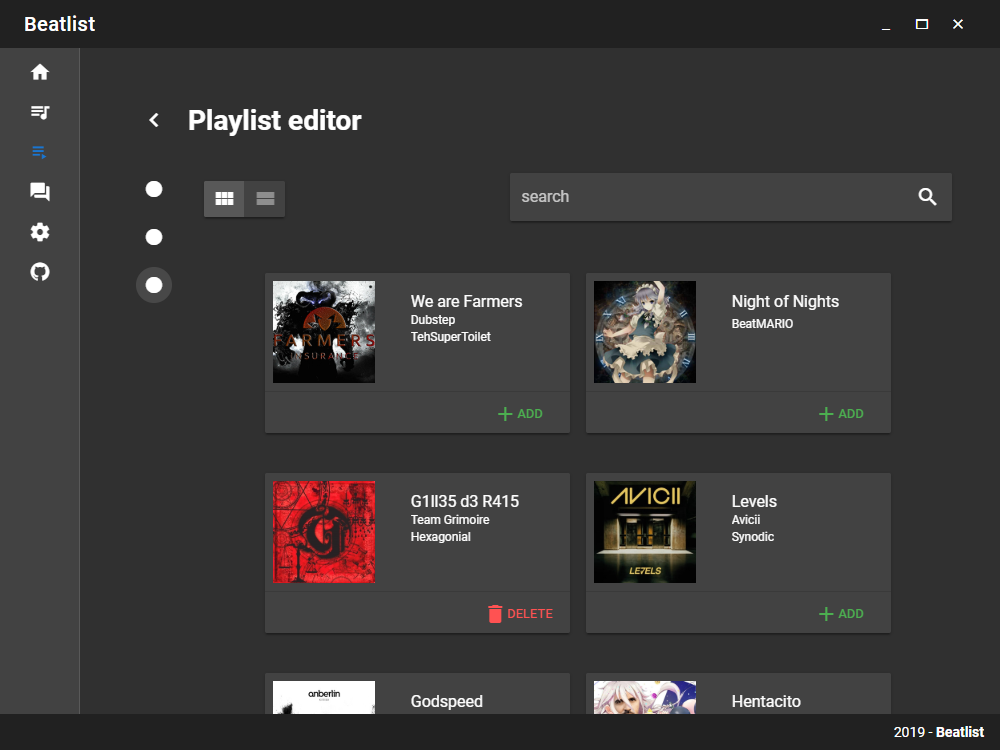 Beatlist
Playlist editor
search
We are Farmers
Dubstep
TehSuperToilet
FARMERS
INSURANCE
ADD
Night of Nights
BeatMARIO
ADD
G1ll35 d3 R415
Team Grimoire
Hexagonial
G
DELETE
Levels
Avicii
Synodic
AVICII
LE7ELS
ADD
anberlin
Godspeed
Hentacito
2019 - Beatlist